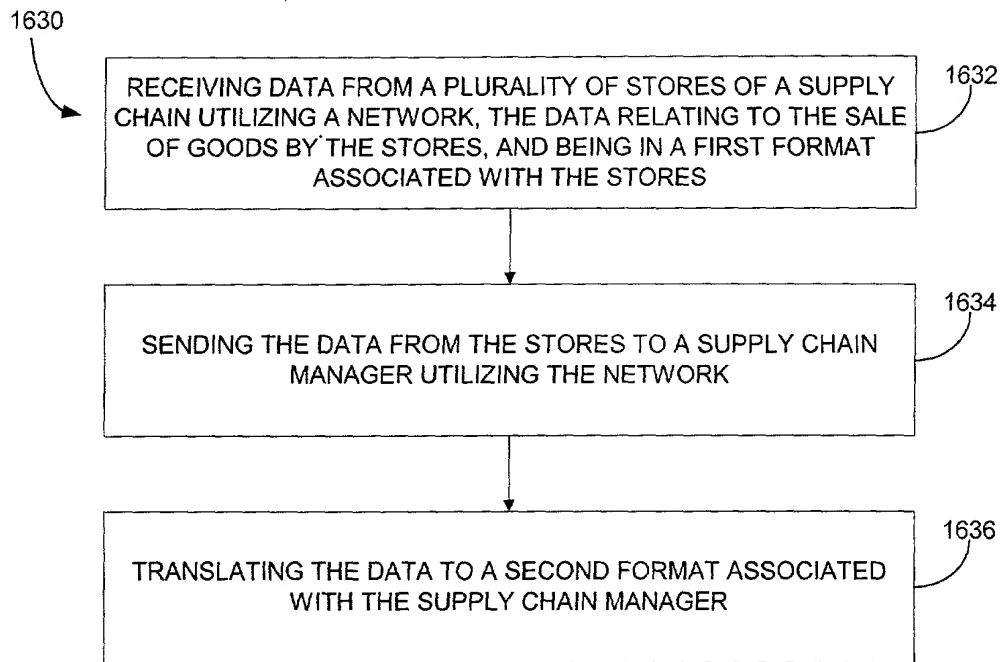 1630
RECEIVING DATA FROM A PLURALITY OF STORES OF A SUPPLY
CHAIN UTILIZING A NETWORK, THE DATA RELATING TO THE SALE
OF GOODS BY THE STORES, AND BEING IN A FIRST FORMAT
ASSOCIATED WITH THE STORES
1632
SENDING THE DATA FROM THE STORES TO A SUPPLY CHAIN
MANAGER UTILIZING THE NETWORK
1634
TRANSLATING THE DATA TO A SECOND FORMAT ASSOCIATED
WITH THE SUPPLY CHAIN MANAGER
1636